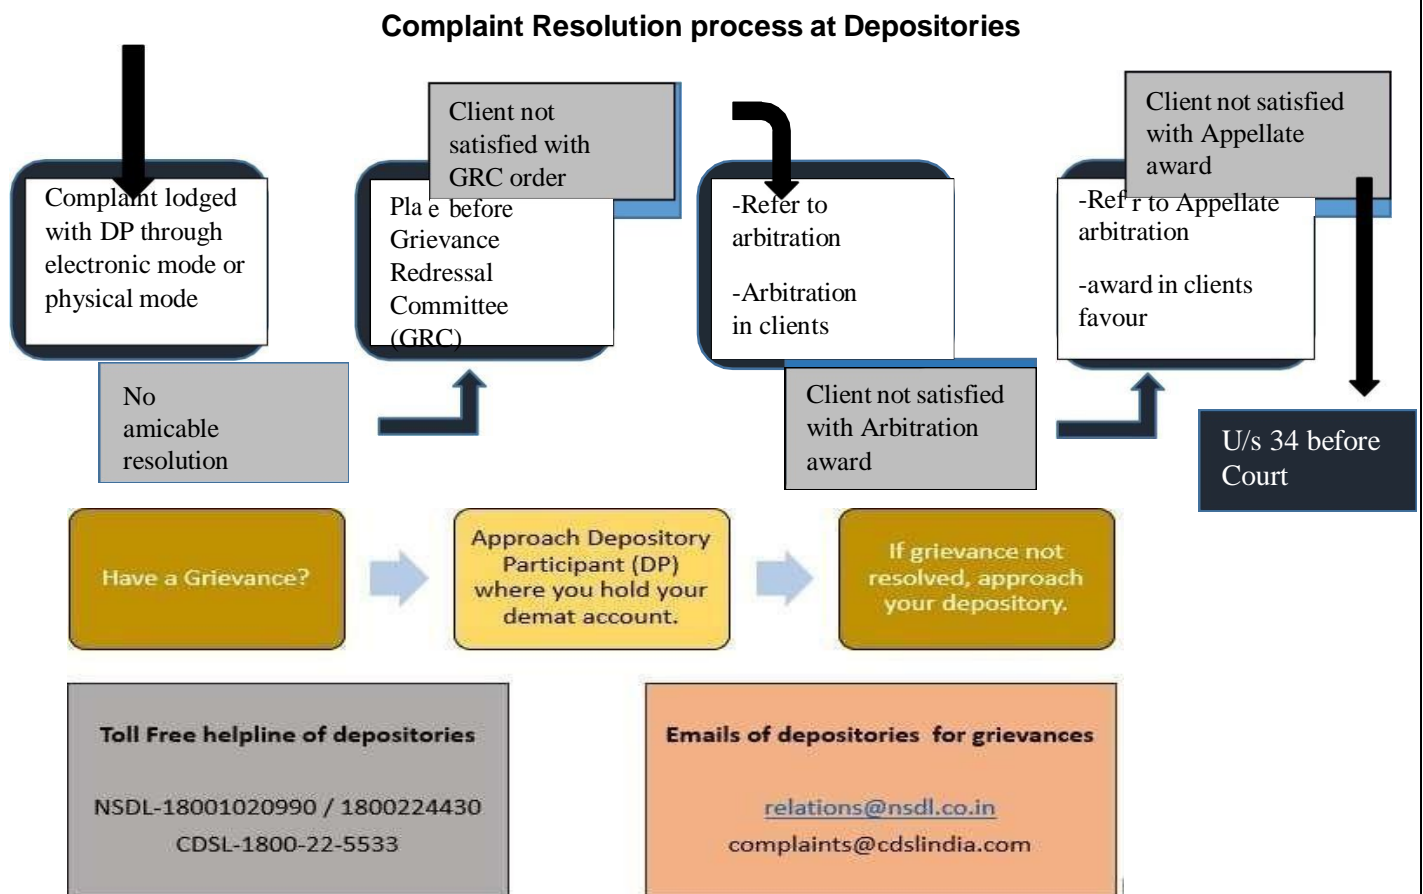 Complaint Resolution process at Depositories
Complaint lodged
with DP through
electronic mode or
physical mode
No
amicable
resolution
Pla e before
Grievance
Redressal
Committee
(GRC)
Client not
satisfied with
GRC order
-Refer to
arbitration
-Arbitration
in clients
Client not satisfied
with Arbitration
award
-Ref r to Appellate
arbitration
-award in clients
favour
Client not satisfied
with Appellate
award
U/s 34 before
Court
Have a Grievance?
Approach Depository
Participant (DP)
where you hold your
demat account.
If grievance not
resolved, approach
your depository.
Toll Free helpline of depositories
NSDL-18001020990 / 1800224430
CDSL-1800-22-5533
Emails of depositories for grievances
relations@nsdl.co.in
complaints@cdslindia.com